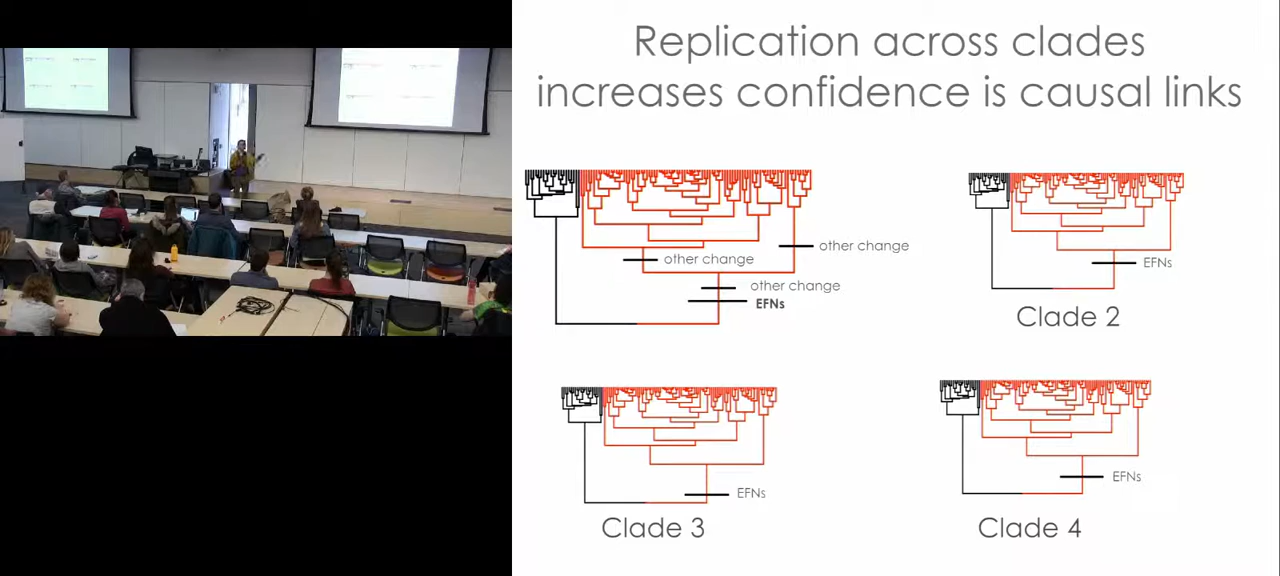 Replication across clades
increases confidence is causal links
other change
other change
other change
EFNs
EFNs
Clade 2
EFNs
Clade 3
EFNs
Clade 4